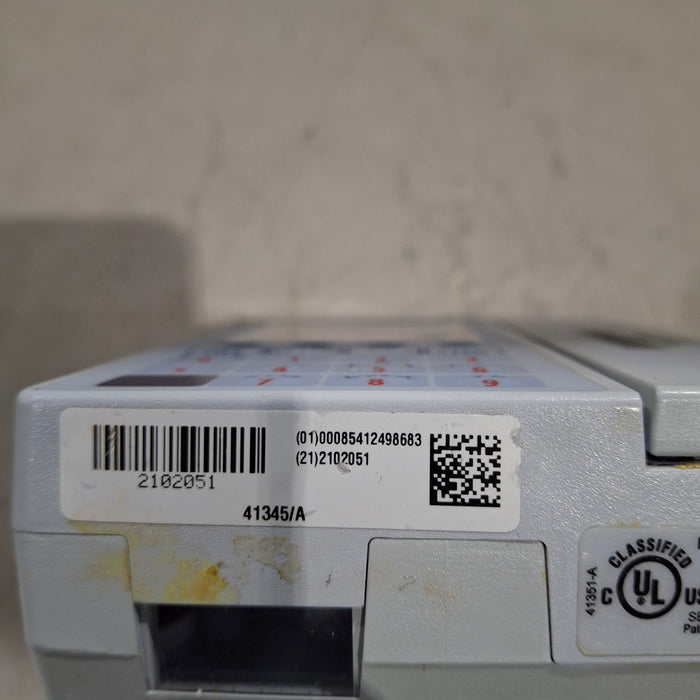 7 8 9
2102051
(01)00085412498683
(21)2102051
41345/A
41351-A
CLASSIFIED
C UL US
®